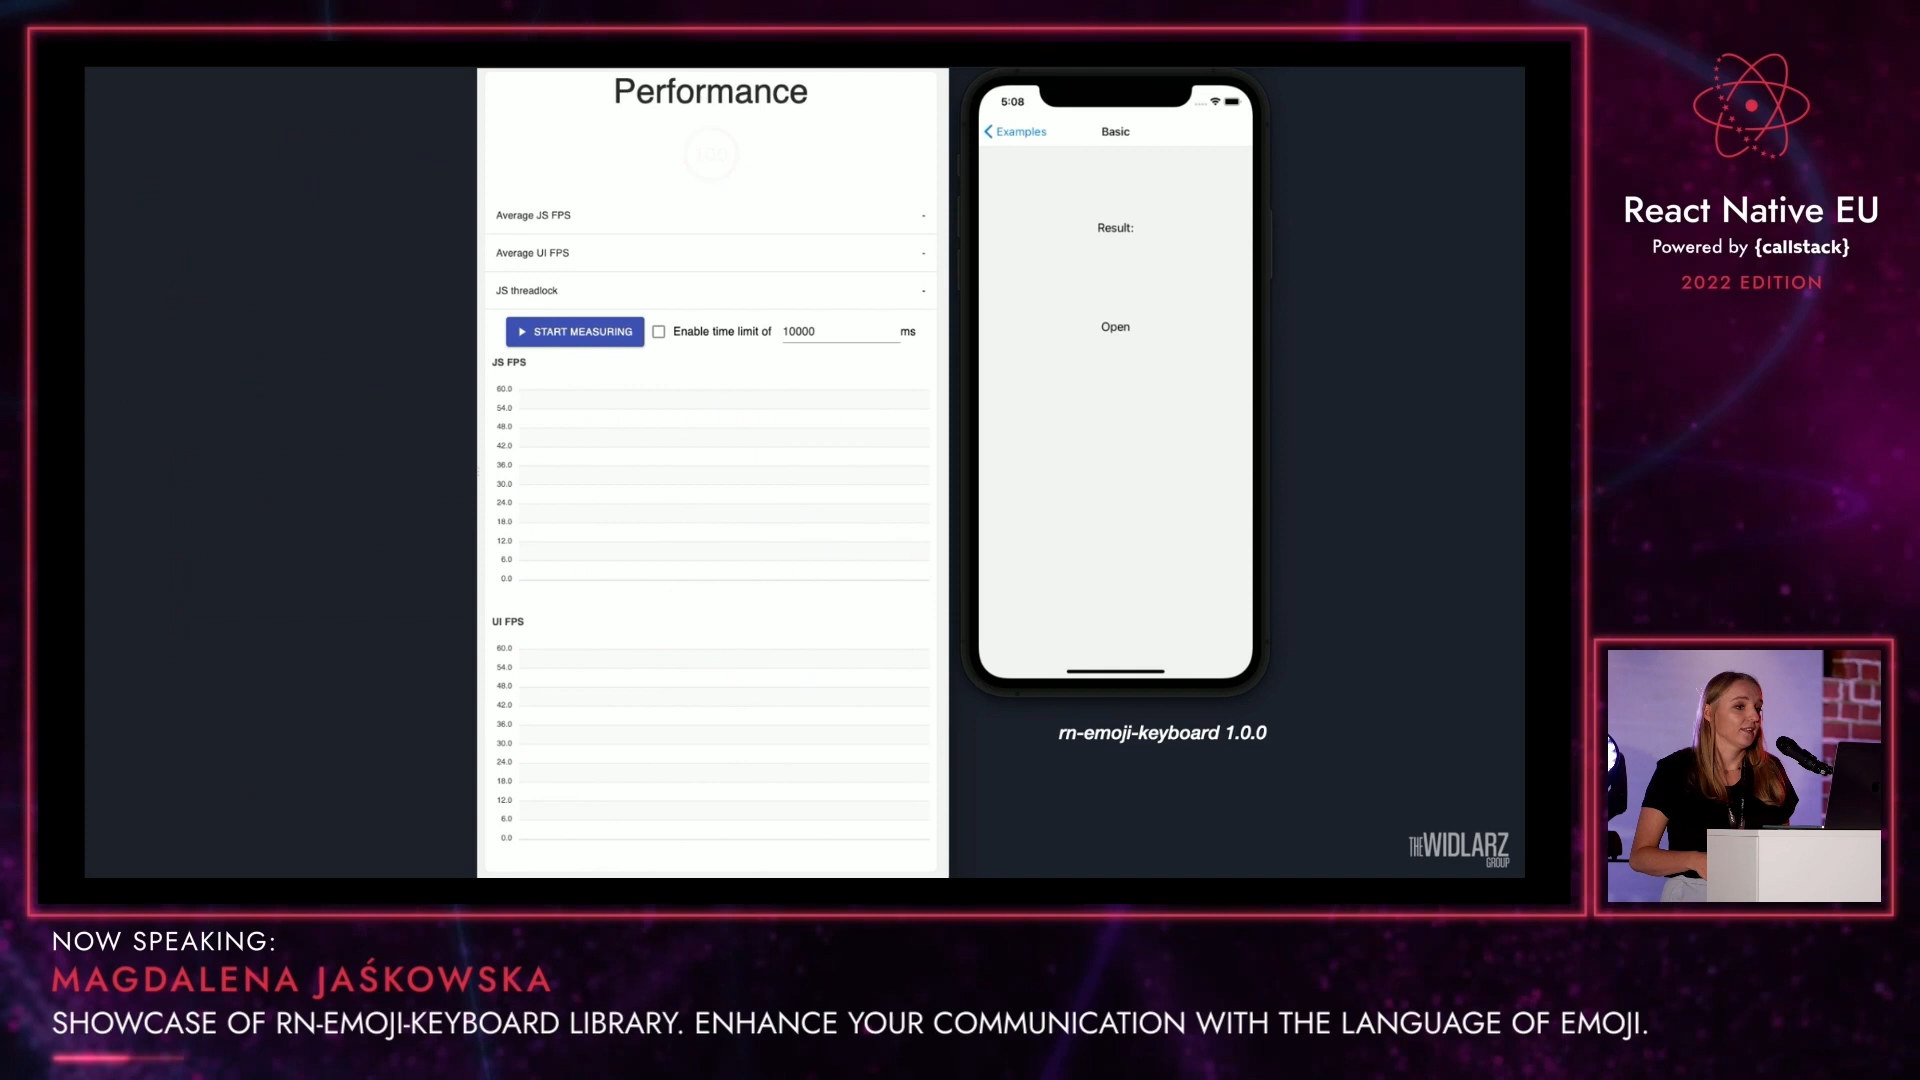 Performance
100
Average JS FPS -
Average UI FPS -
JS threadlock -
START MEASURING Enable time limit of 10000 ms
JS FPS
60.0
54.0
48.0
42.0
36.0
30.0
24.0
18.0
12.0
6.0
0.0
UI FPS
60.0
54.0
48.0
42.0
36.0
30.0
24.0
18.0
12.0
6.0
0.0
5:08
Examples Basic
Result:
Open
rn-emoji-keyboard 1.0.0
THE WIDLARZ
GROUP
React Native EU
Powered by {callstack}
2022 EDITION
NOW SPEAKING:
MAGDALENA JAŚKOWSKA
SHOWCASE OF RN-EMOJI-KEYBOARD LIBRARY. ENHANCE YOUR COMMUNICATION WITH THE LANGUAGE OF EMOJI.